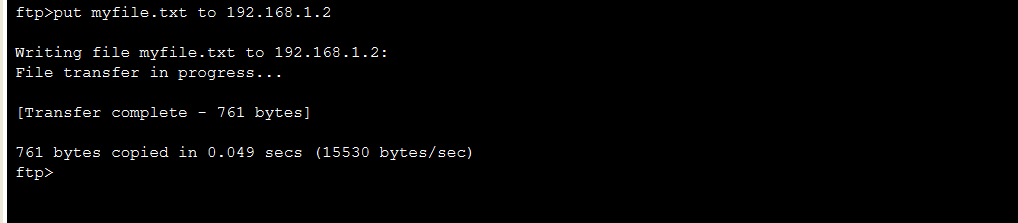 ftp>put myfile.txt to 192.168.1.2
Writing file myfile.txt to 192.168.1.2:
File transfer in progress...
[Transfer complete - 761 bytes]
761 bytes copied in 0.049 secs (15530 bytes/sec)
ftp>